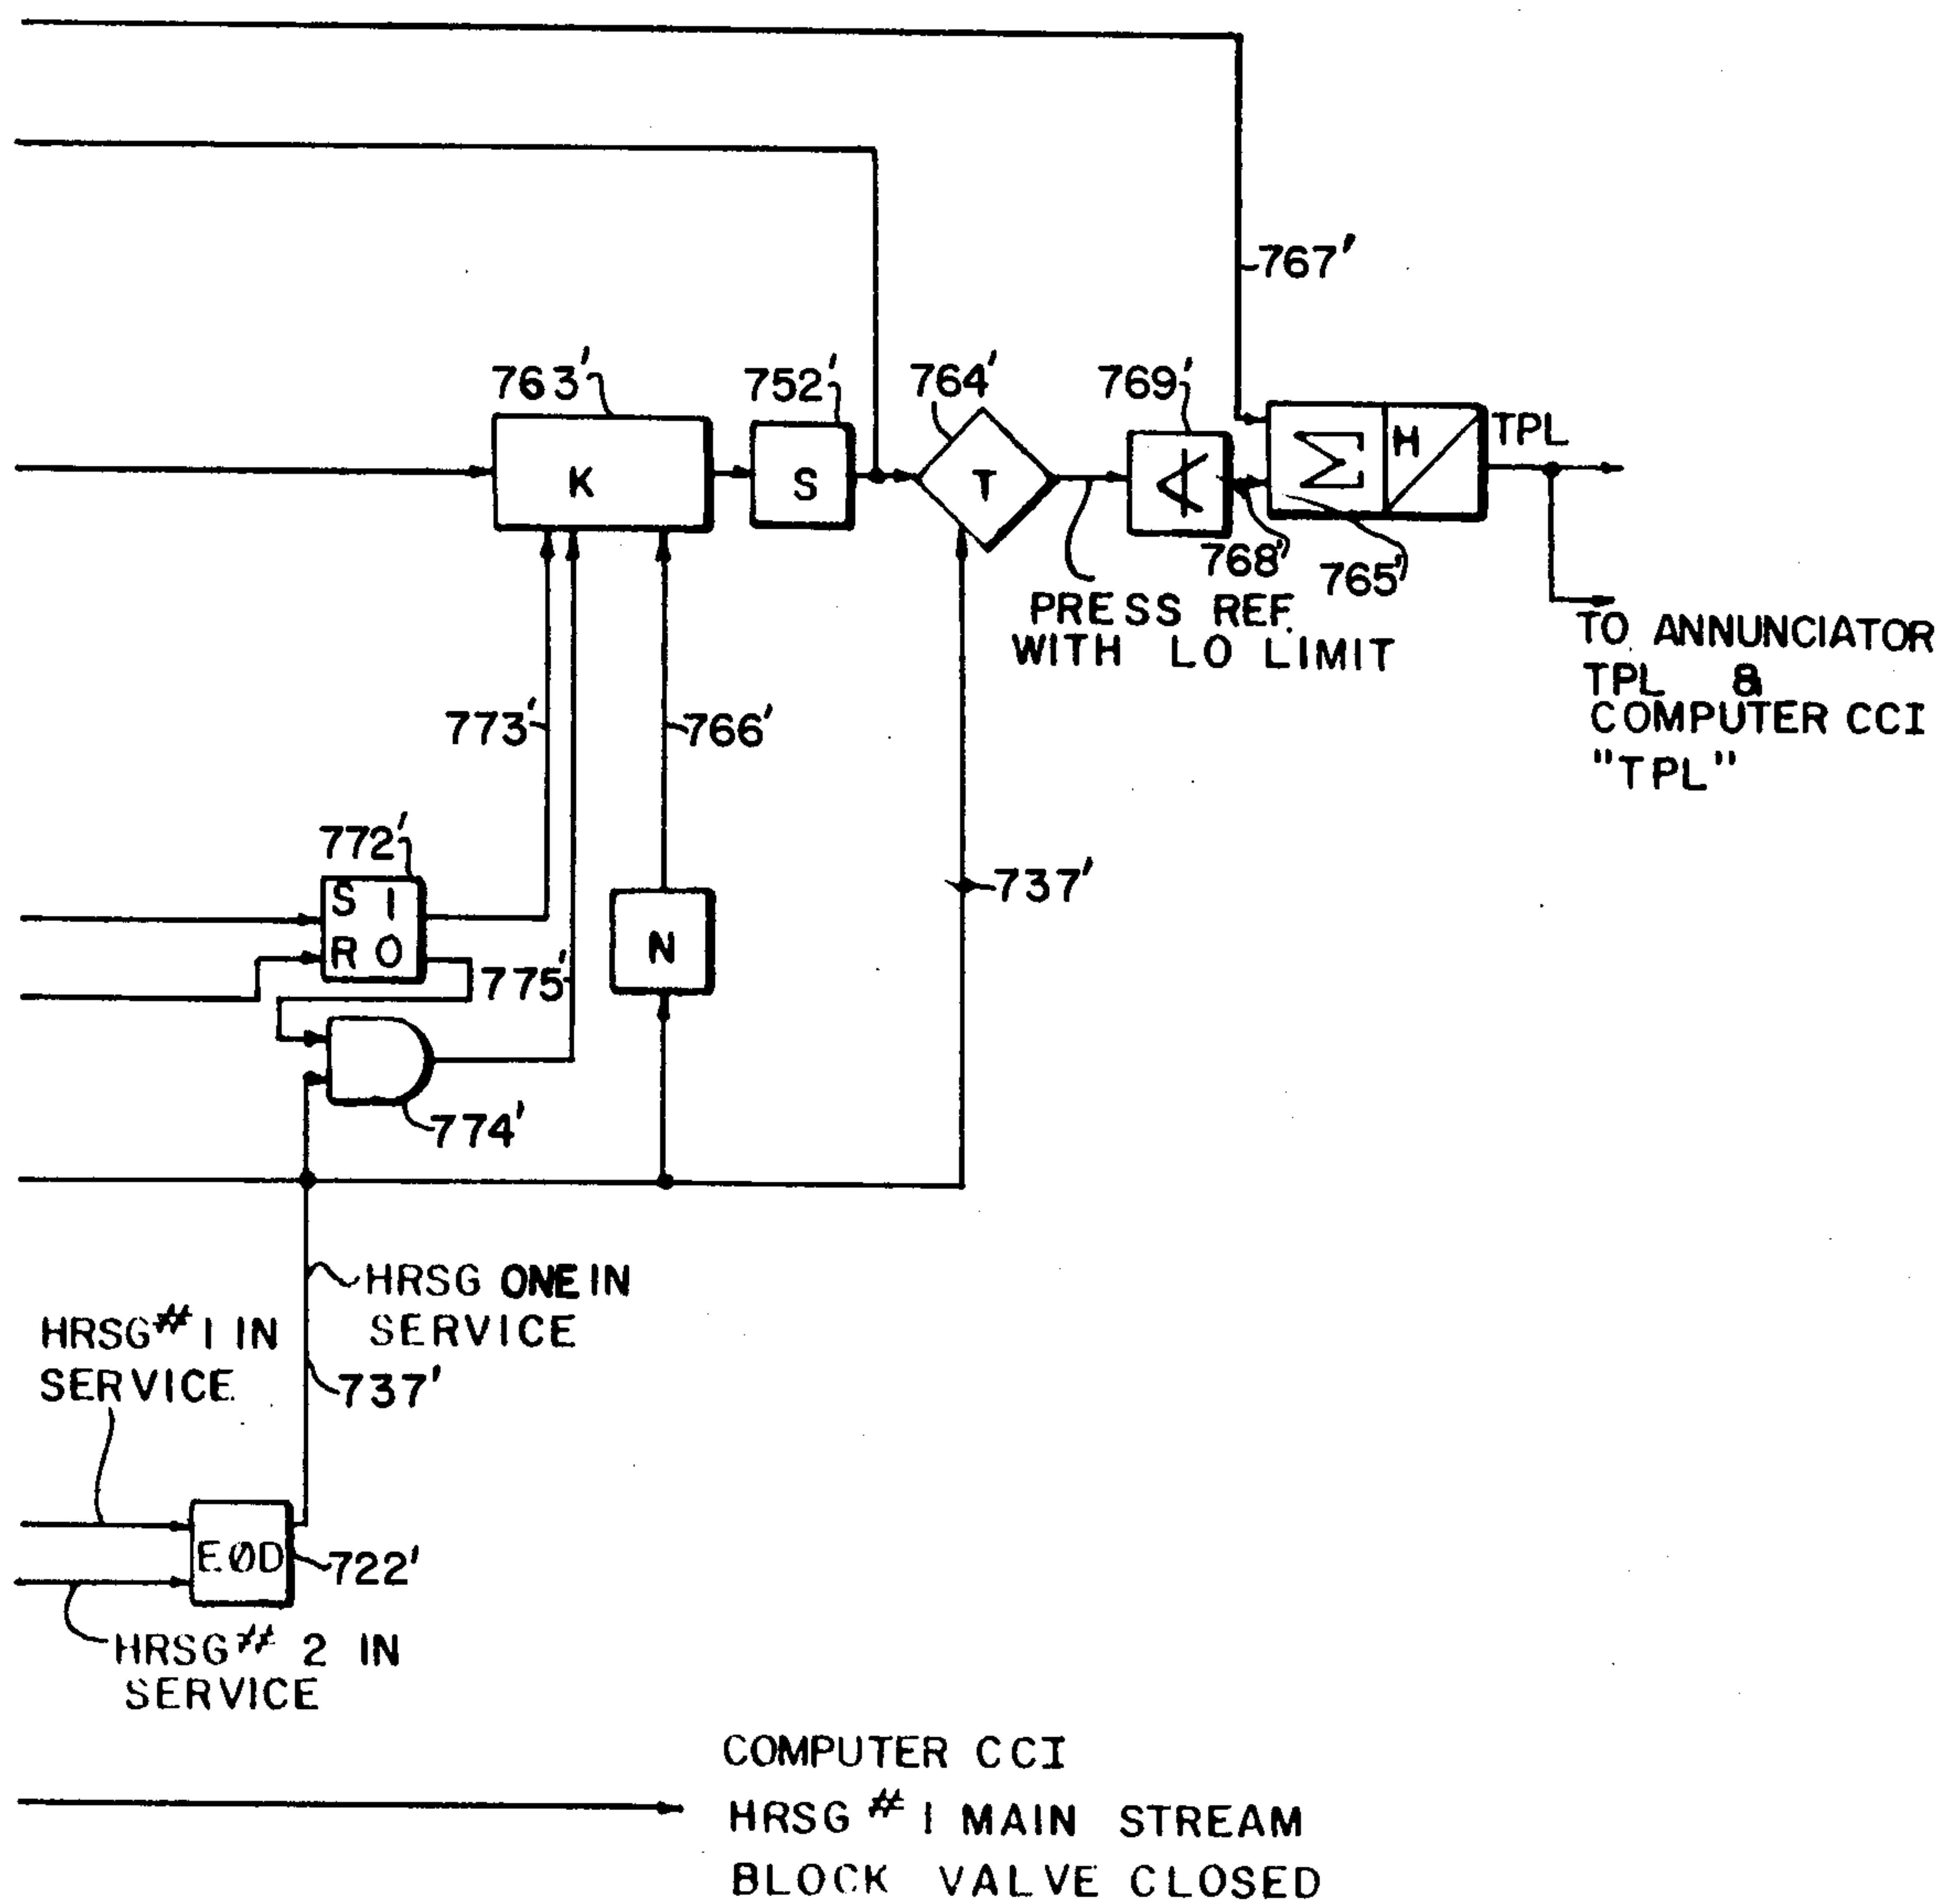 767'
763'
752'
764'
769'
K
S
T
∢
Σ
H
TPL
768'
765'
PRESS REF.
WITH LO LIMIT
TO ANNUNCIATOR
TPL &
COMPUTER CCI
"TPL"
773'
766'
772'
S 1
R O
775'
N
737'
774'
HRSG ONE IN
SERVICE
HRSG # 1 IN
SERVICE
737'
EØD
722'
HRSG # 2 IN
SERVICE
COMPUTER CCI
HRSG # 1 MAIN STREAM
BLOCK VALVE CLOSED